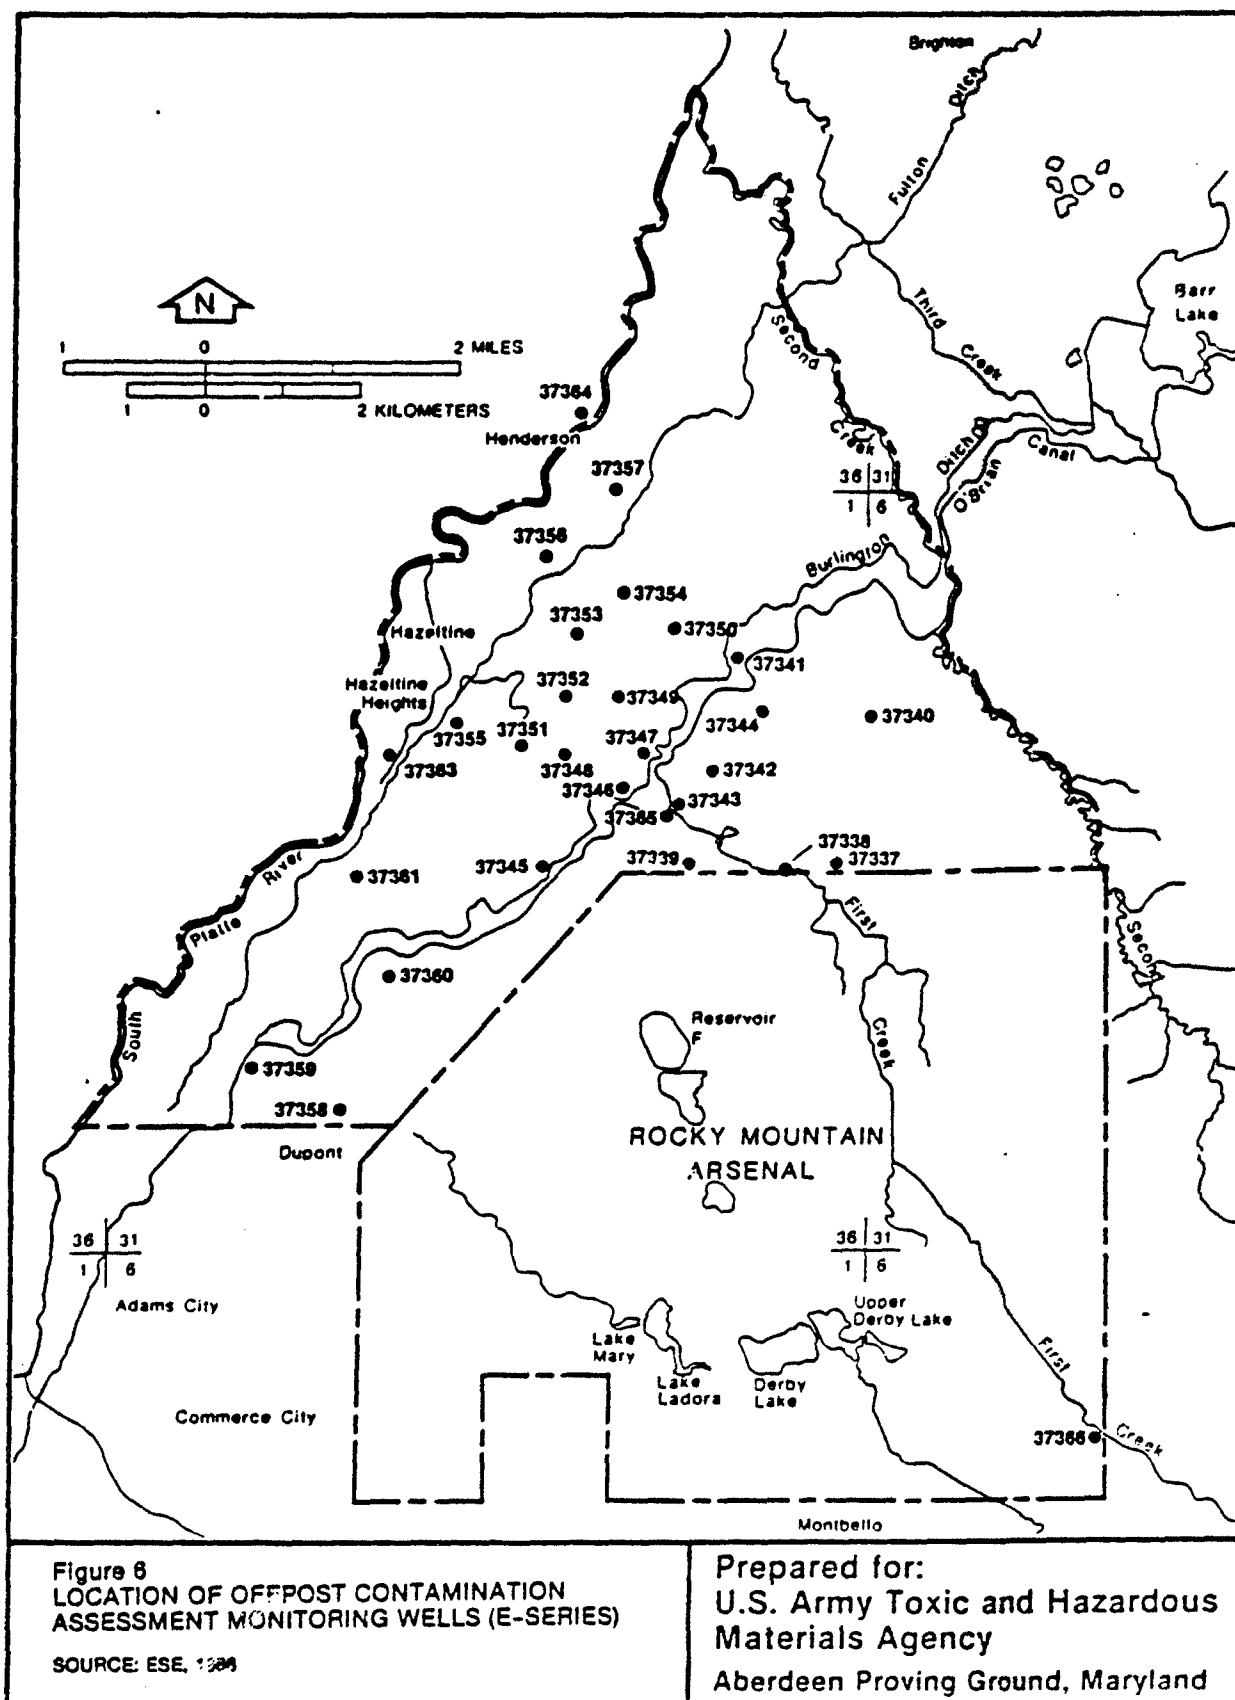 Brighton
Ditch
Fulton
Barr
Lake
N
Third
Creek
Second
Creek
1 0 2 MILES
1 0 2 KILOMETERS
37364
Henderson
37357
Ditch
Canal
O'Brian
36 31
1 6
37356
Burlington
37354
37353
37350
Hazeltine
37341
37352
Hazeltine
Heights
37349
37344
37340
37355
37351
37347
37363
37348
37342
37346
37343
37365
37338
37345
37339
37337
River
37361
First
Platte
Second
37360
Reservoir
F
South
Creek
37359
37358
Dupont
ROCKY MOUNTAIN
ARSENAL
36 31
1 6
36 31
1 6
Adams City
Upper
Derby Lake
Lake
Mary
First
Lake
Ladora
Derby
Lake
Commerce City
37366
Creek
Montbello
Figure 6
LOCATION OF OFFPOST CONTAMINATION
ASSESSMENT MONITORING WELLS (E-SERIES)
SOURCE: ESE,
Prepared for:
U.S. Army Toxic and Hazardous
Materials Agency
Aberdeen Proving Ground, Maryland